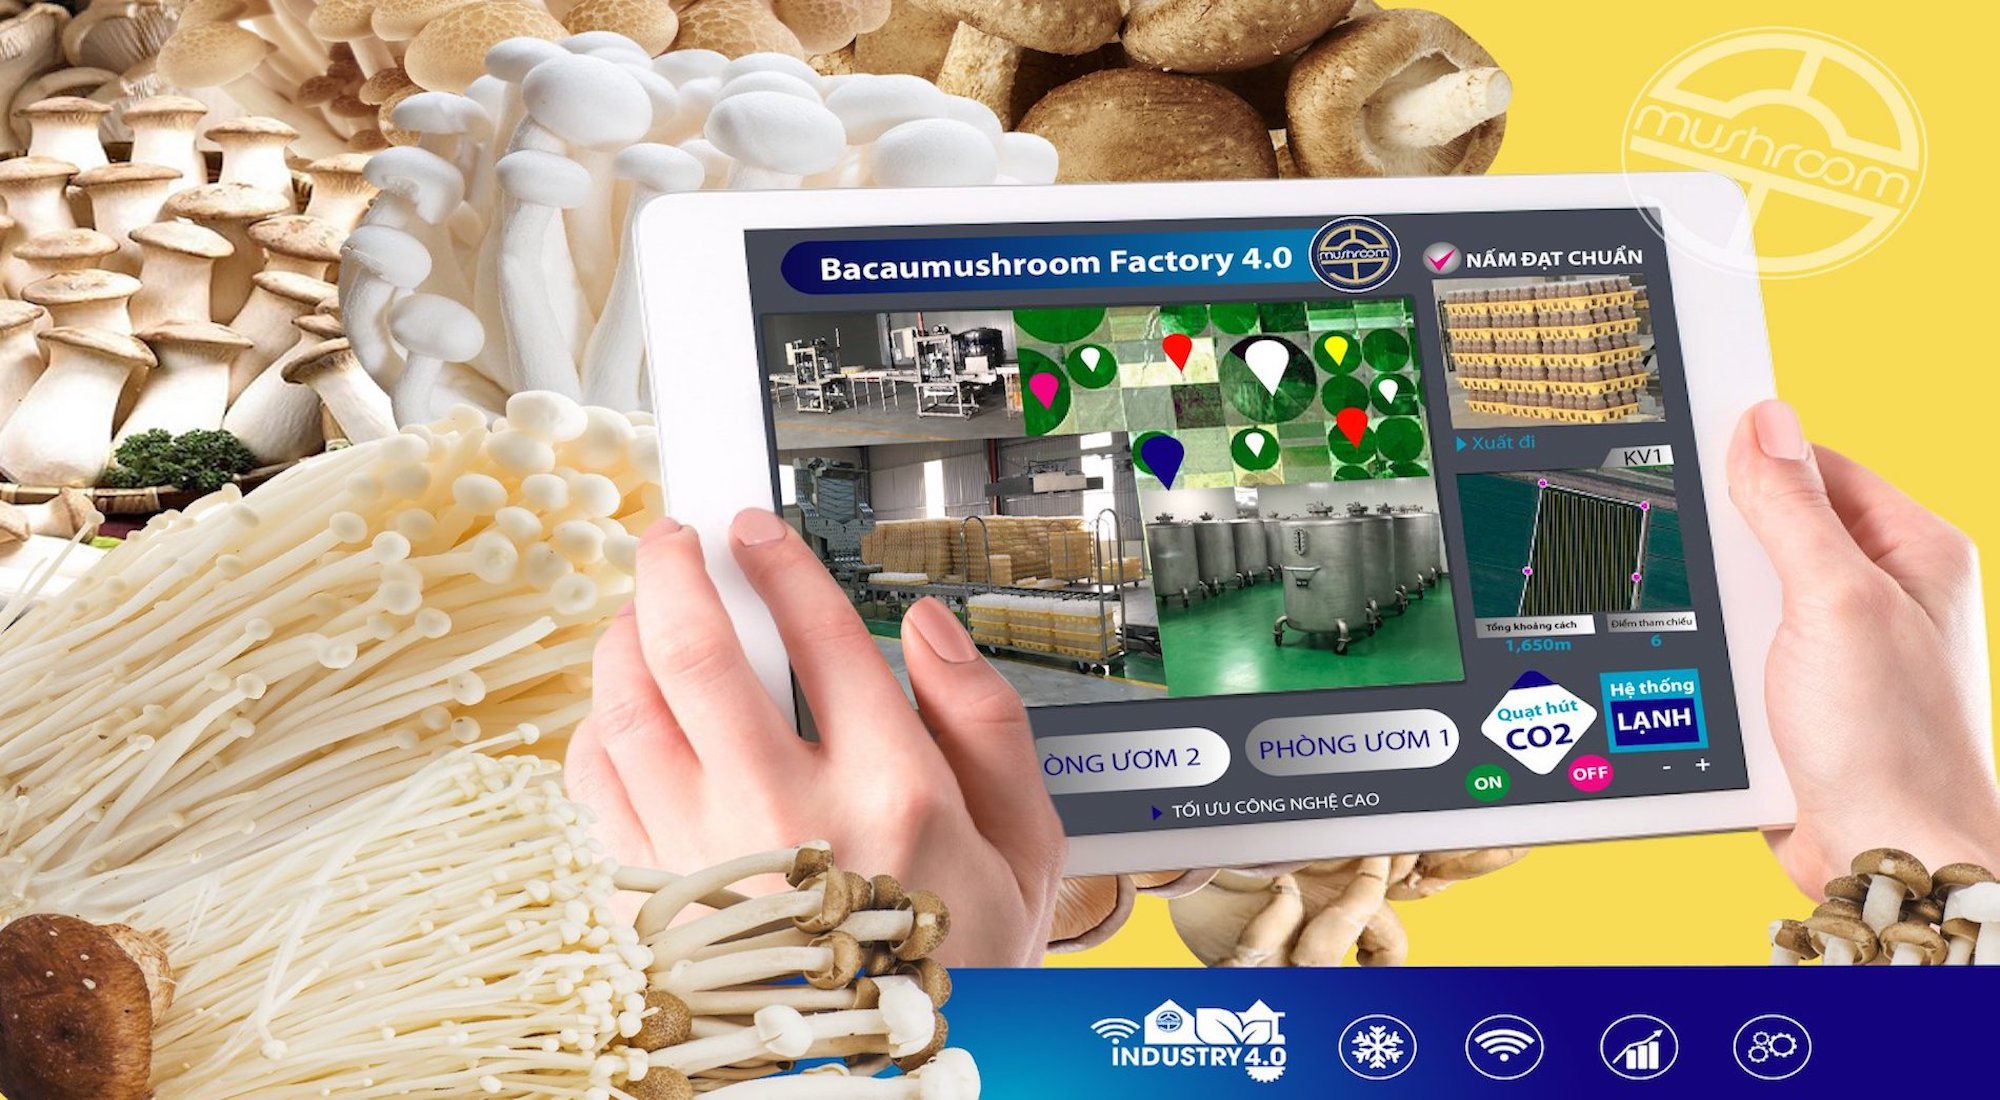 mushroom
Bacaumushroom Factory 4.0
mushroom
NẤM ĐẠT CHUẨN
Xuất đi
KV1
Tổng khoảng cách
1,650m
Điểm tham chiếu
6
Quạt hút
CO2
ON
OFF
Hệ thống
LẠNH
- +
ÒNG ƯƠM 2
PHÒNG ƯƠM 1
TỐI ƯU CÔNG NGHỆ CAO
INDUSTRY 4.0